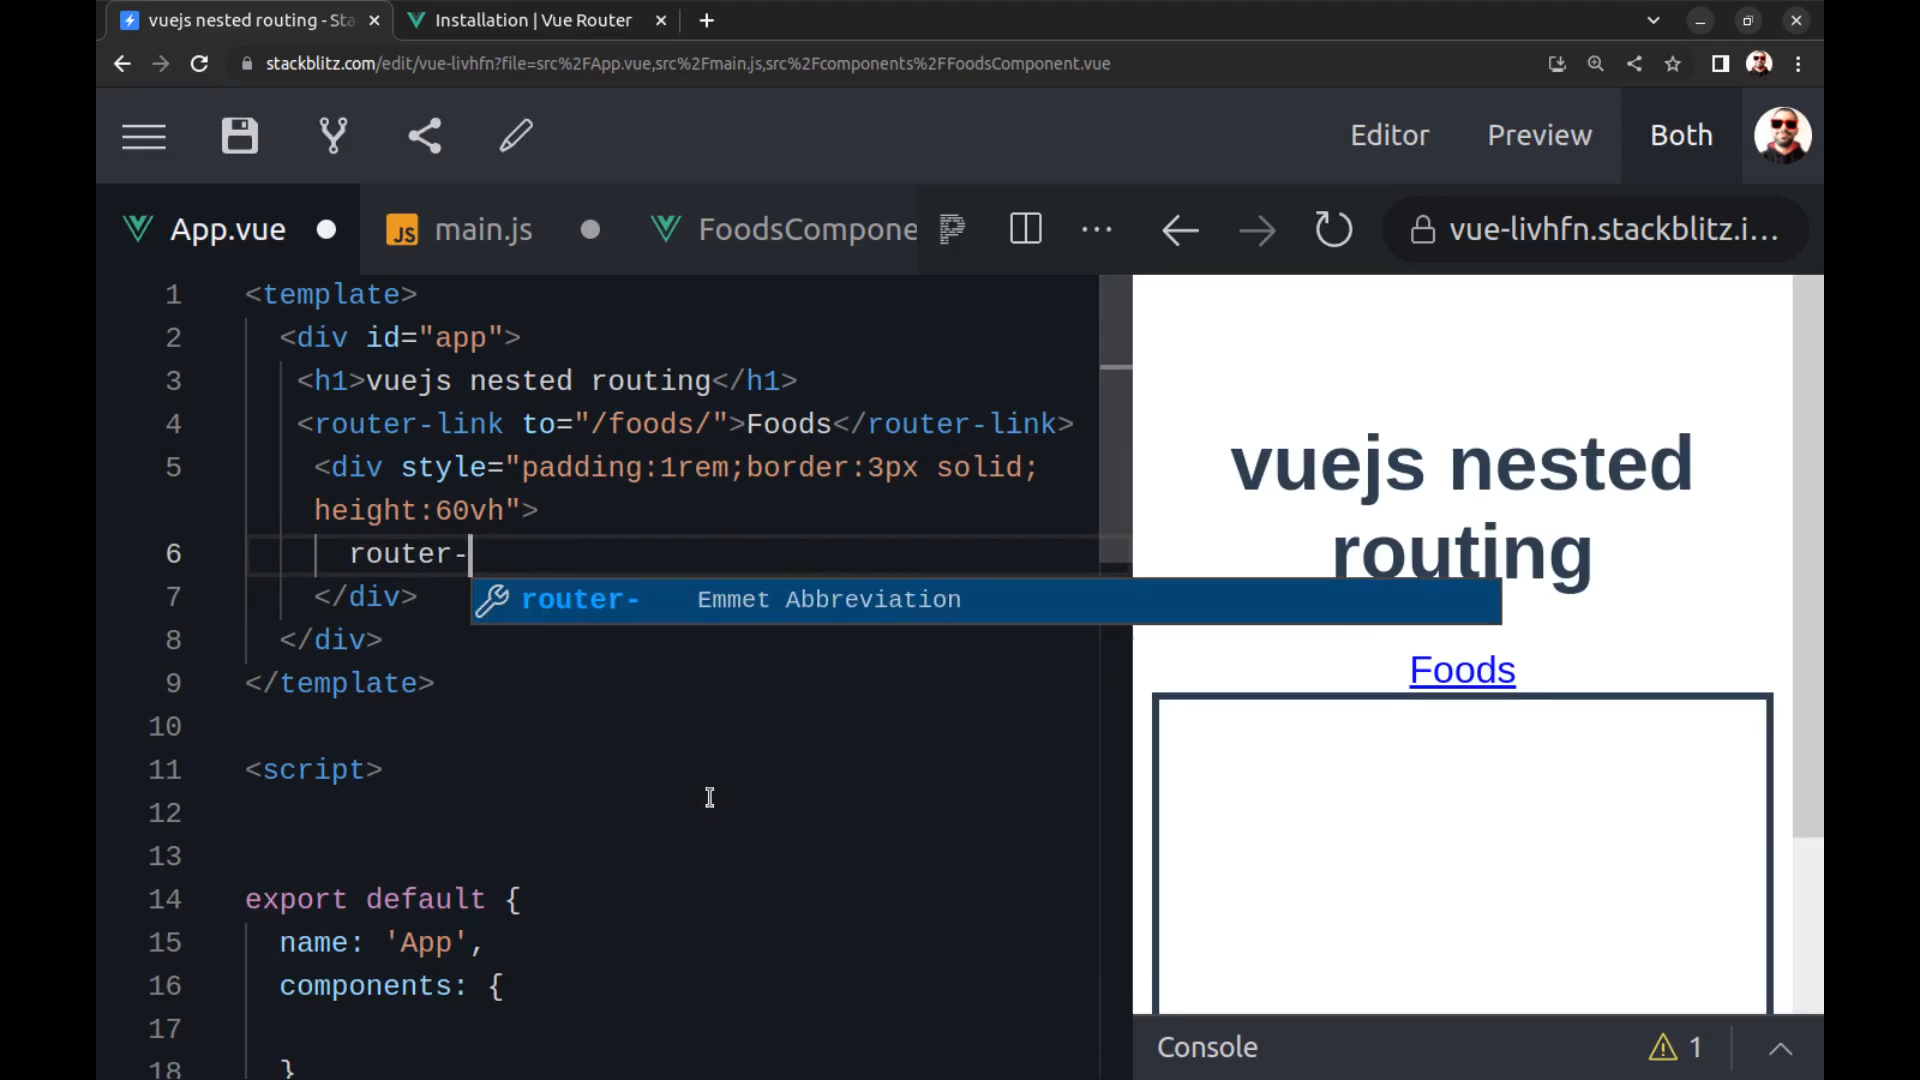 vuejs nested routing - Sta
Installation | Vue Router
stackblitz.com/edit/vue-livhfn?file=src%2FApp.vue,src%2Fmain.js,src%2Fcomponents%2FFoodsComponent.vue
Editor
Preview
Both
App.vue
JS main.js
FoodsCompone
vue-livhfn.stackblitz.i...
1 <template>
2 <div id="app">
3 <h1>vuejs nested routing</h1>
4 <router-link to="/foods/">Foods</router-link>
5 <div style="padding:1rem;border:3px solid;
height:60vh">
6 router-
router- Emmet Abbreviation
7 </div>
8 </div>
9 </template>
10
11 <script>
12
13
14 export default {
15 name: 'App',
16 components: {
17
18 }
vuejs nested
routing
Foods
Console
1